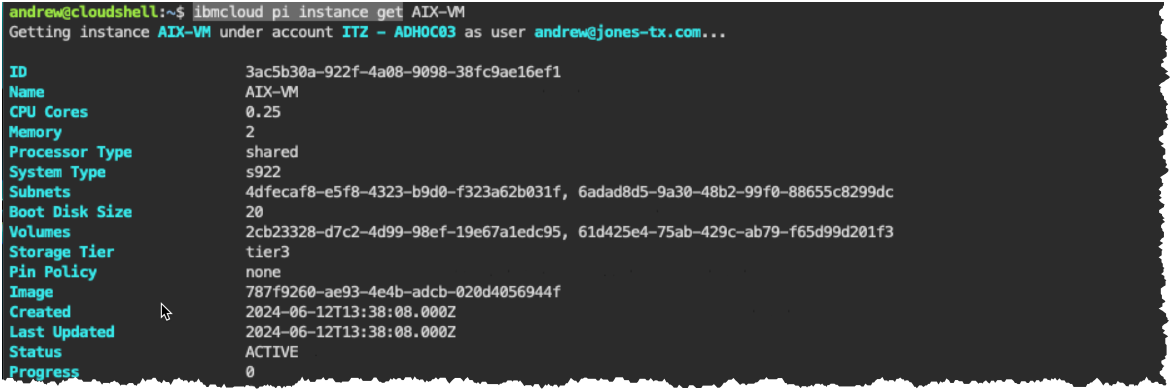 andrew@cloudshell:~$ ibmcloud pi instance get AIX-VM
Getting instance AIX-VM under account ITZ - ADHOC03 as user andrew@jones-tx.com...
ID 3ac5b30a-922f-4a08-9098-38fc9ae16ef1
Name AIX-VM
CPU Cores 0.25
Memory 2
Processor Type shared
System Type s922
Subnets 4dfecaf8-e5f8-4323-b9d0-f323a62b031f, 6adad8d5-9a30-48b2-99f0-88655c8299dc
Boot Disk Size 20
Volumes 2cb23328-d7c2-4d99-98ef-19e67a1edc95, 61d425e4-75ab-429c-ab79-f65d99d201f3
Storage Tier tier3
Pin Policy none
Image 787f9260-ae93-4e4b-adcb-020d4056944f
Created 2024-06-12T13:38:08.000Z
Last Updated 2024-06-12T13:38:08.000Z
Status ACTIVE
Progress 0